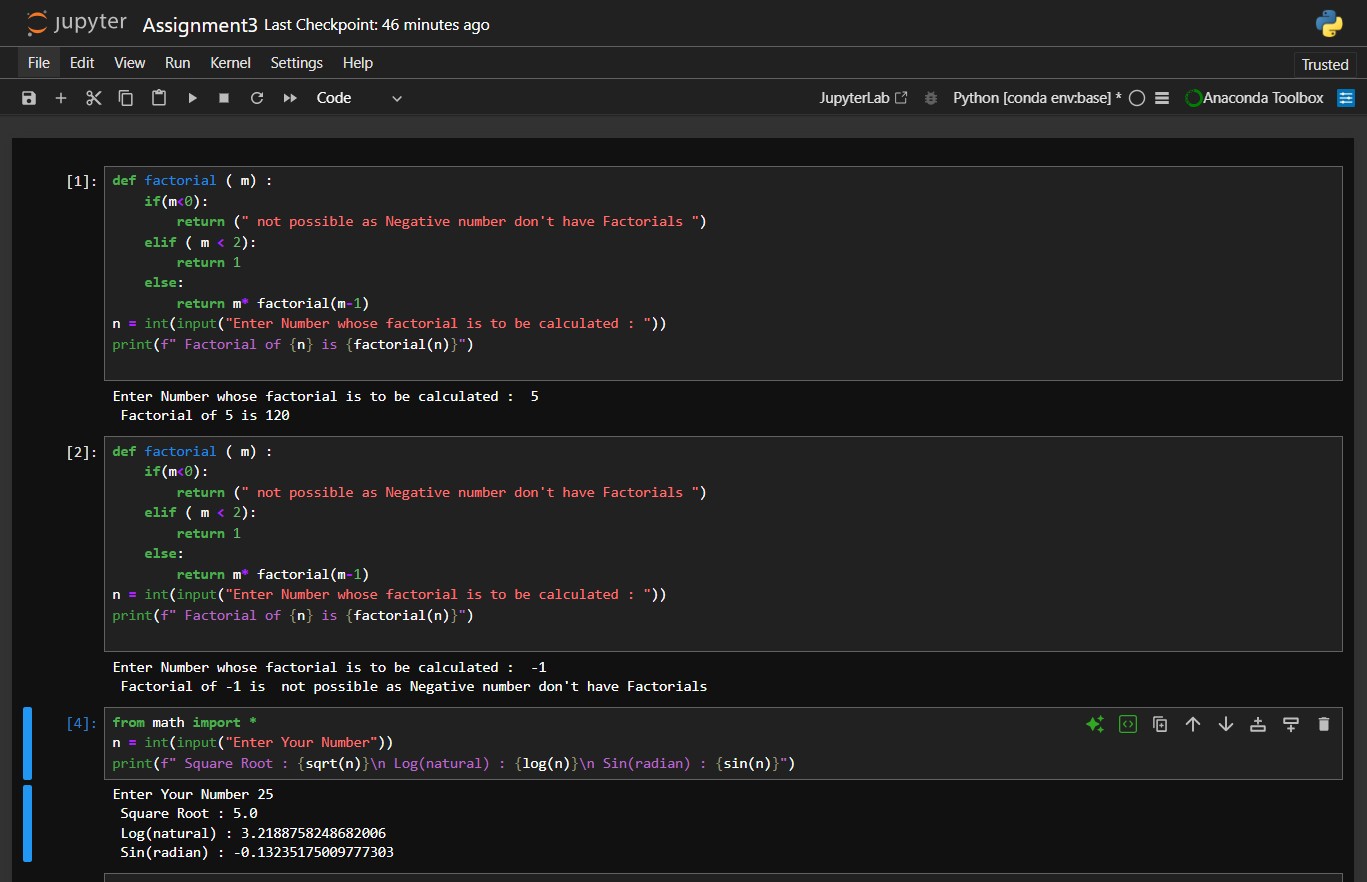 jupyter Assignment3 Last Checkpoint: 46 minutes ago
File Edit View Run Kernel Settings Help Trusted
Code JupyterLab Python [conda env:base] * Anaconda Toolbox
[1]: def factorial ( m) :
    if(m<0):
        return (" not possible as Negative number don't have Factorials ")
    elif ( m < 2):
        return 1
    else:
        return m* factorial(m-1)
n = int(input("Enter Number whose factorial is to be calculated : "))
print(f" Factorial of {n} is {factorial(n)}")
Enter Number whose factorial is to be calculated :  5
 Factorial of 5 is 120
[2]: def factorial ( m) :
    if(m<0):
        return (" not possible as Negative number don't have Factorials ")
    elif ( m < 2):
        return 1
    else:
        return m* factorial(m-1)
n = int(input("Enter Number whose factorial is to be calculated : "))
print(f" Factorial of {n} is {factorial(n)}")
Enter Number whose factorial is to be calculated :  -1
 Factorial of -1 is  not possible as Negative number don't have Factorials
[4]: from math import *
n = int(input("Enter Your Number"))
print(f" Square Root : {sqrt(n)}\n Log(natural) : {log(n)}\n Sin(radian) : {sin(n)}")
Enter Your Number 25
 Square Root : 5.0
 Log(natural) : 3.2188758248682006
 Sin(radian) : -0.13235175009777303